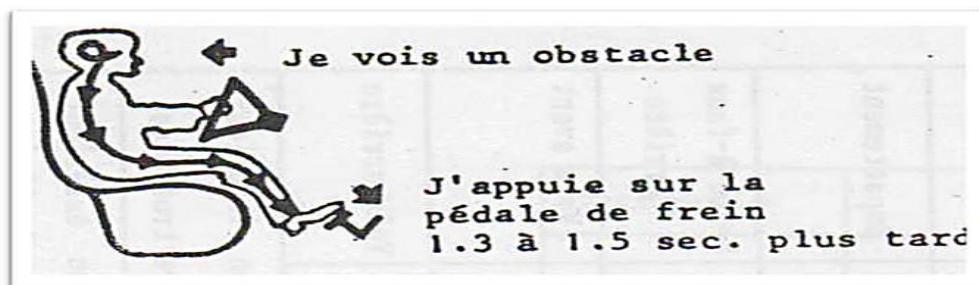 Je vois un obstacle
J'appuie sur la
pédale de frein
1.3 à 1.5 sec. plus tard